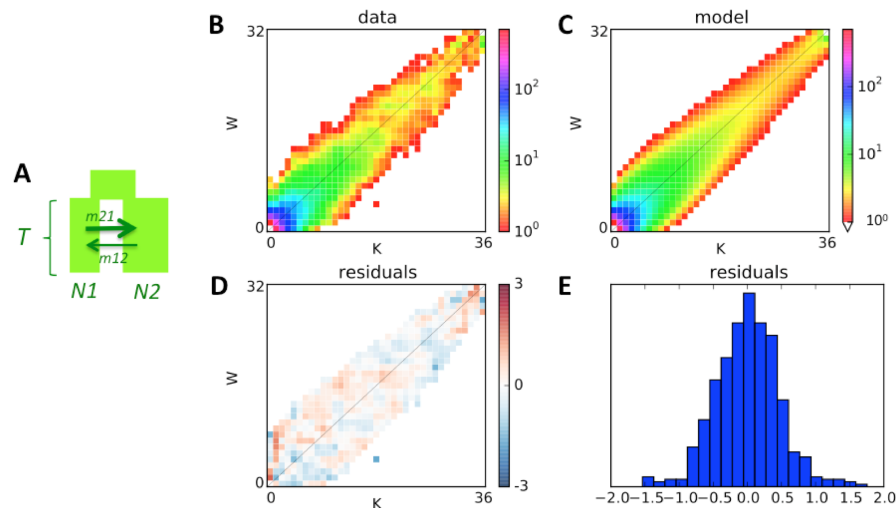 A
T
m21
m12
N1 N2
B
data
32
W
0
0 K 36
10²
10¹
10⁰
C
model
32
W
0
0 K 36
10²
10¹
10⁰
D
residuals
32
W
0
0 K 36
3
0
-3
E
residuals
−2.0 −1.5 −1.0 −0.5 0.0 0.5 1.0 1.5 2.0